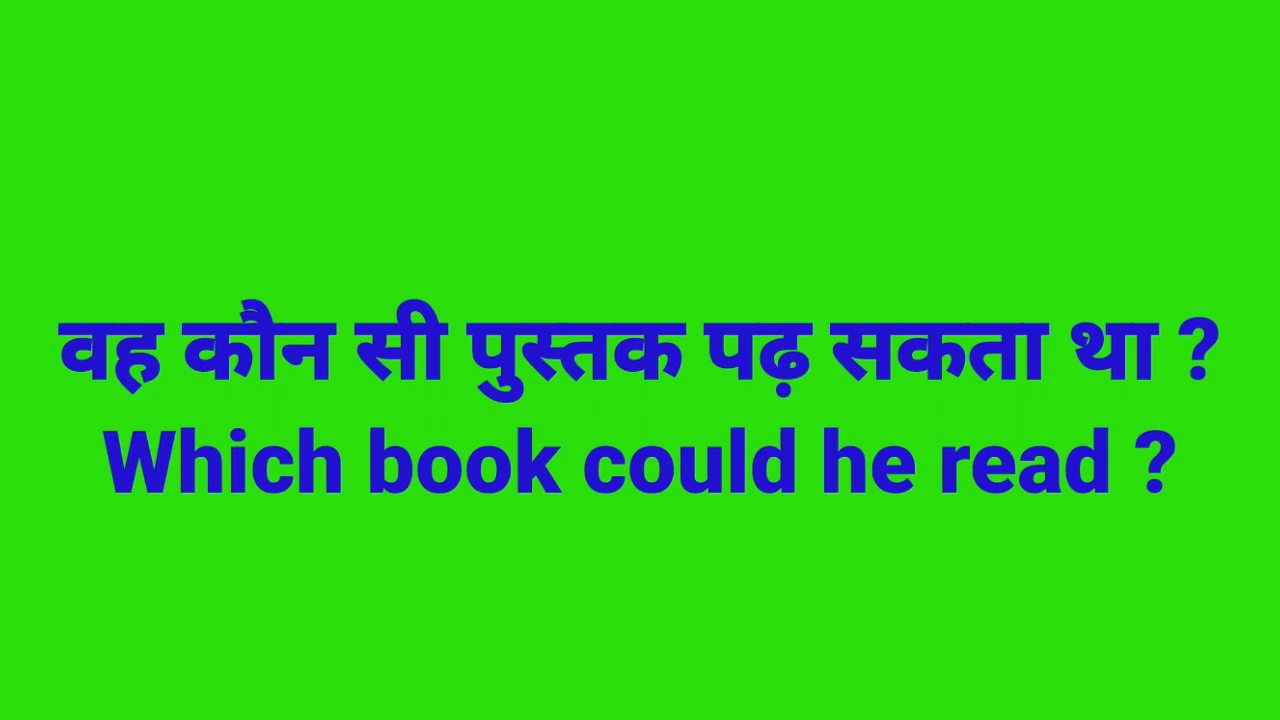 वह कौन सी पुस्तक पढ़ सकता था ?
Which book could he read ?